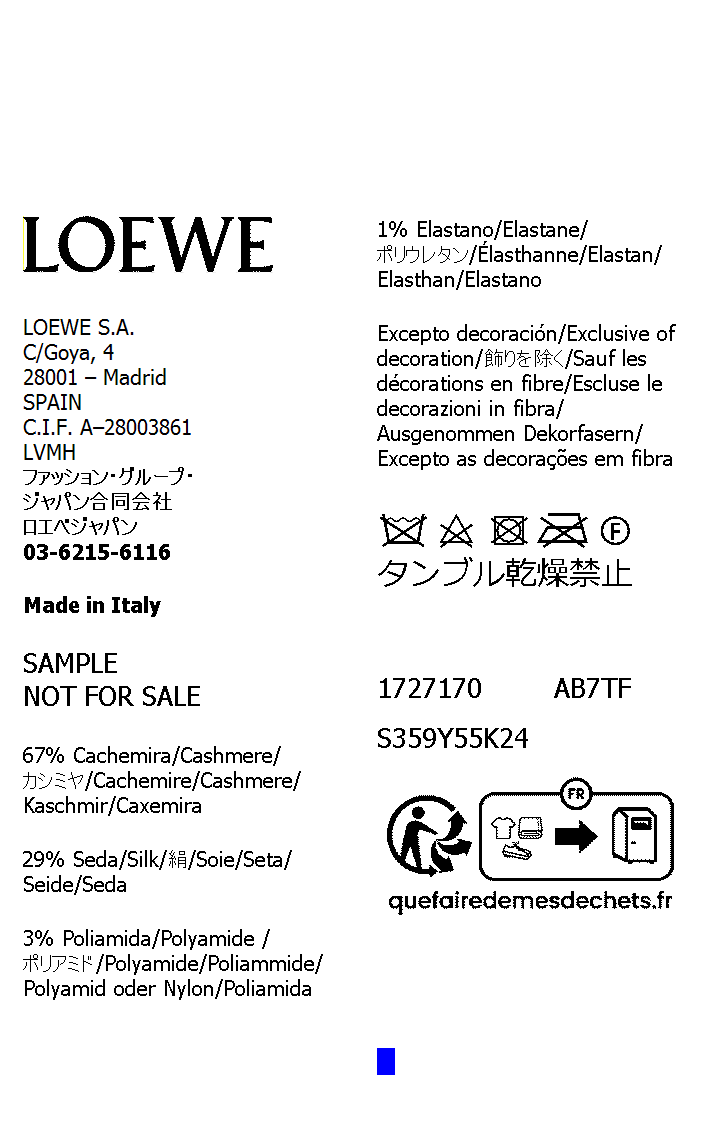 LOEWE
LOEWE S.A.
C/Goya, 4
28001 – Madrid
SPAIN
C.I.F. A–28003861
LVMH
ファッション・グループ・
ジャパン合同会社
ロエベジャパン
03-6215-6116
Made in Italy
SAMPLE
NOT FOR SALE
67% Cachemira/Cashmere/
カシミヤ/Cachemire/Cashmere/
Kaschmir/Caxemira
29% Seda/Silk/絹/Soie/Seta/
Seide/Seda
3% Poliamida/Polyamide /
ポリアミド/Polyamide/Poliammide/
Polyamid oder Nylon/Poliamida
1% Elastano/Elastane/
ポリウレタン/Élasthanne/Elastan/
Elasthan/Elastano
Excepto decoración/Exclusive of
decoration/飾りを除く/Sauf les
décorations en fibre/Escluse le
decorazioni in fibra/
Ausgenommen Dekorfasern/
Excepto as decorações em fibra
F
タンブル乾燥禁止
1727170 AB7TF
S359Y55K24
FR
quefairedemesdechets.fr